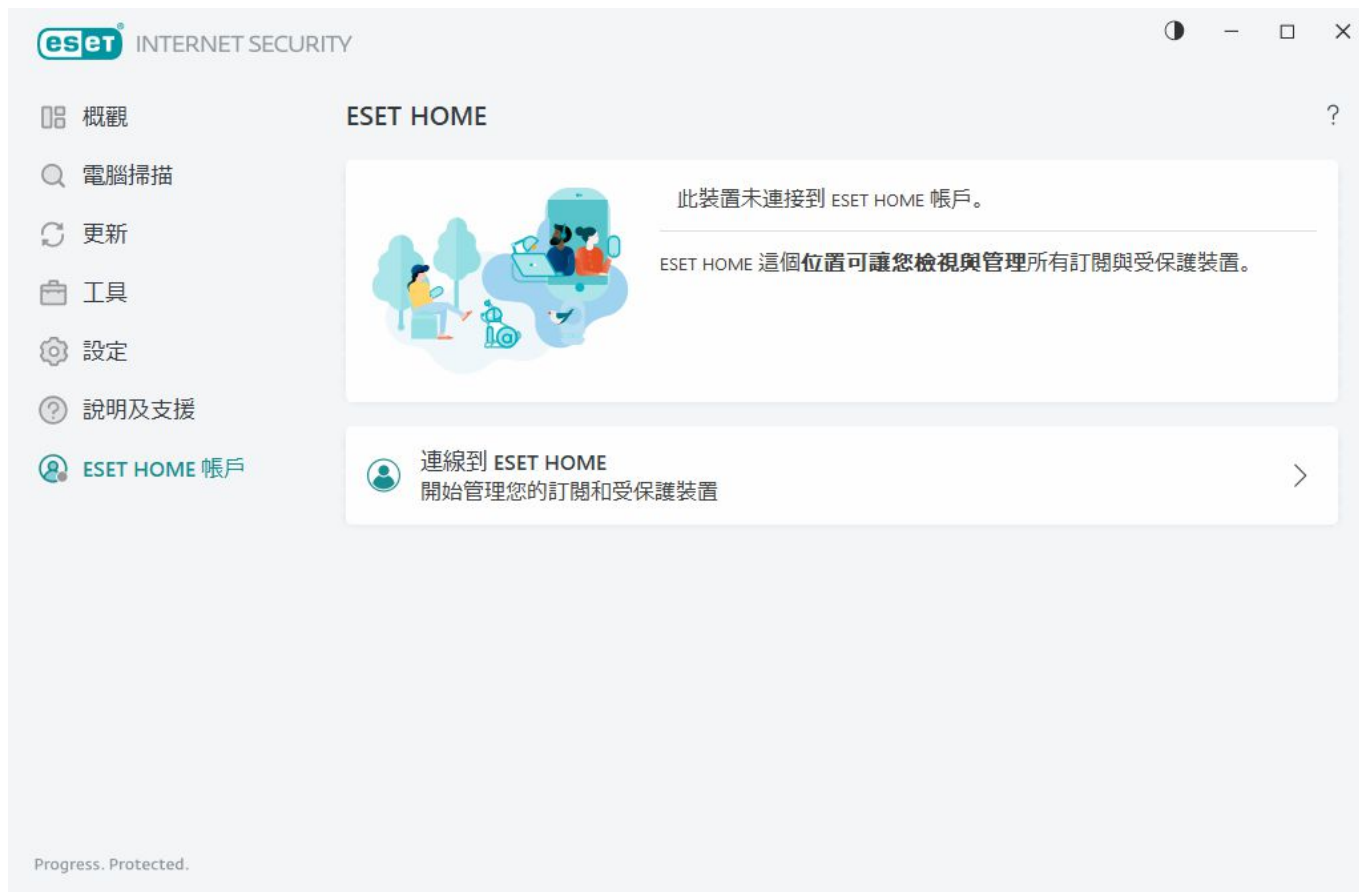 eset® INTERNET SECURITY
概觀
電腦掃描
更新
工具
設定
說明及支援
ESET HOME 帳戶
ESET HOME
?
此裝置未連接到 ESET HOME 帳戶。
ESET HOME 這個位置可讓您檢視與管理所有訂閱與受保護裝置。
連線到 ESET HOME
開始管理您的訂閱和受保護裝置
Progress. Protected.